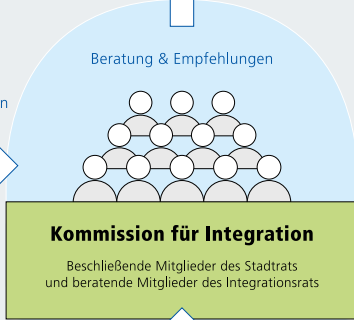 Beratung & Empfehlungen
n
Kommission für Integration
Beschließende Mitglieder des Stadtrats
und beratende Mitglieder des Integrationsrats